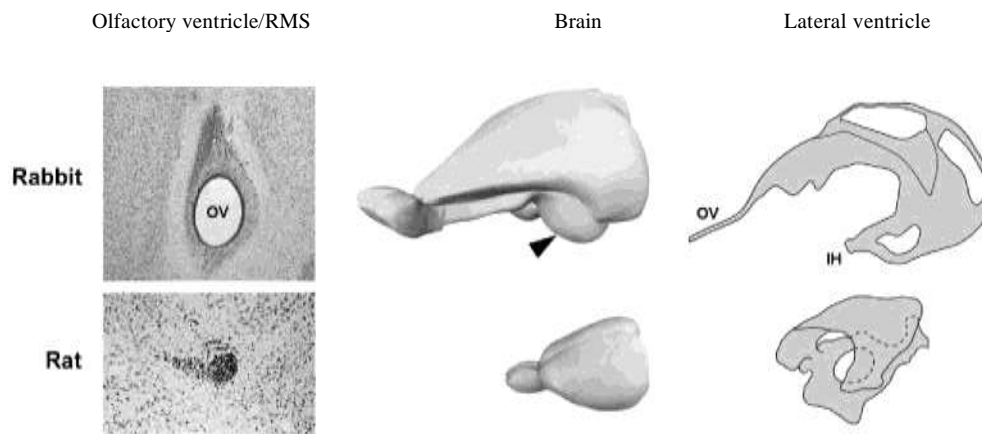 Olfactory ventricle/RMS Brain Lateral ventricle
Rabbit
OV
OV
IH
Rat